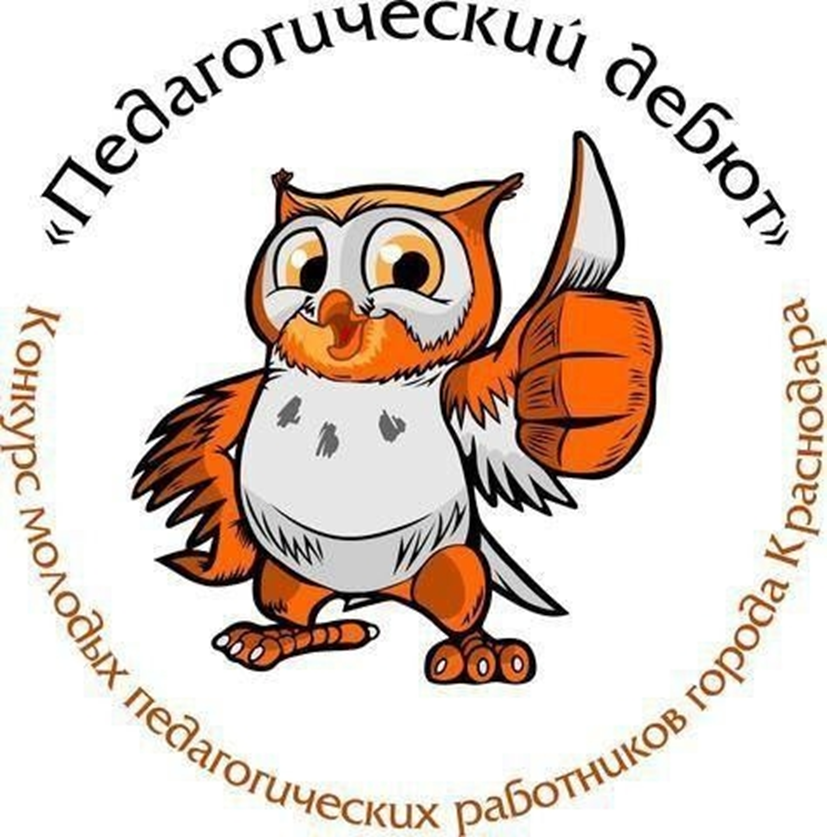 «Педагогический дебют»
Конкурс молодых педагогических работников города Краснодара